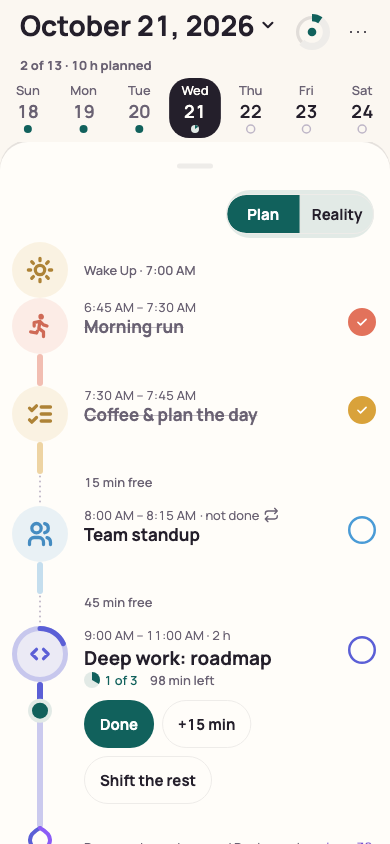 October 21, 2026
2 of 13 · 10 h planned
Sun Mon Tue Wed Thu Fri Sat
18 19 20 21 22 23 24
Plan Reality
Wake Up · 7:00 AM
6:45 AM – 7:30 AM
Morning run
7:30 AM – 7:45 AM
Coffee & plan the day
15 min free
8:00 AM – 8:15 AM · not done
Team standup
45 min free
9:00 AM – 11:00 AM · 2 h
Deep work: roadmap
1 of 3 98 min left
Done +15 min
Shift the rest